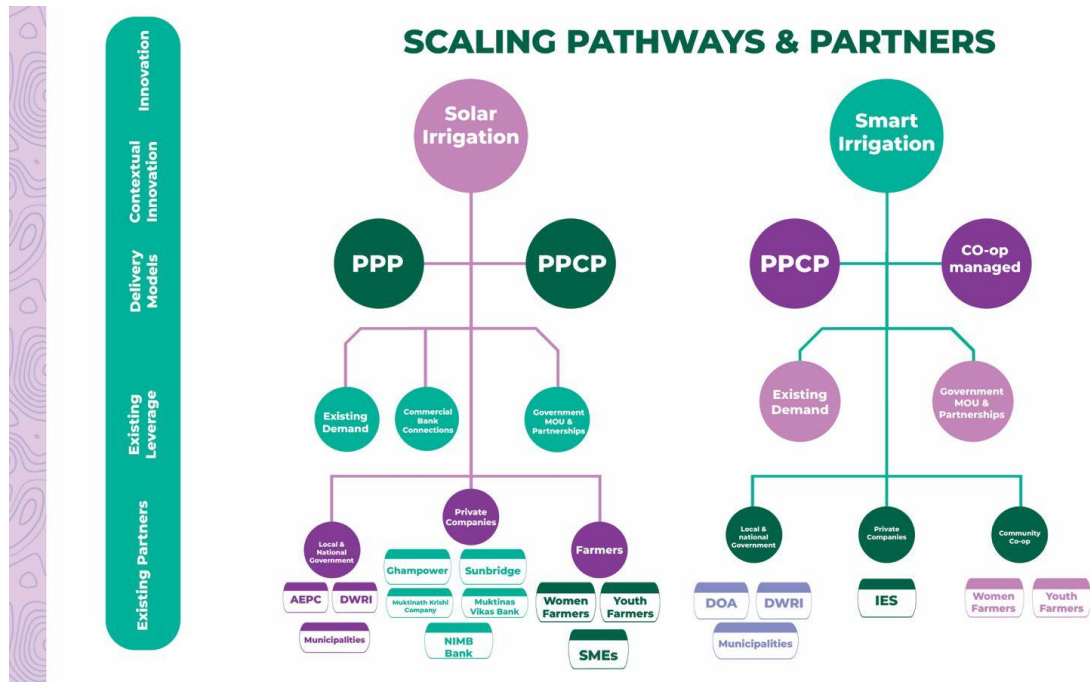 SCALING PATHWAYS & PARTNERS
Innovation
Contextual
Innovation
Delivery
Models
Existing
Leverage
Existing Partners
Solar
Irrigation
PPP
PPCP
Existing
Demand
Commercial
Bank
Connections
Government
MOU &
Partnerships
Local &
National
Government
AEPC
DWRI
Municipalities
Private
Companies
Ghampower
Sunbridge
Muktinath Krishi
Company
Muktinas
Vikas Bank
NIMB
Bank
Farmers
Women
Farmers
Youth
Farmers
SMEs
Smart
Irrigation
PPCP
CO-op
managed
Existing
Demand
Government
MOU &
Partnerships
Local &
national
Government
DOA
DWRI
Municipalities
Private
Companies
IES
Community
Co-op
Women
Farmers
Youth
Farmers